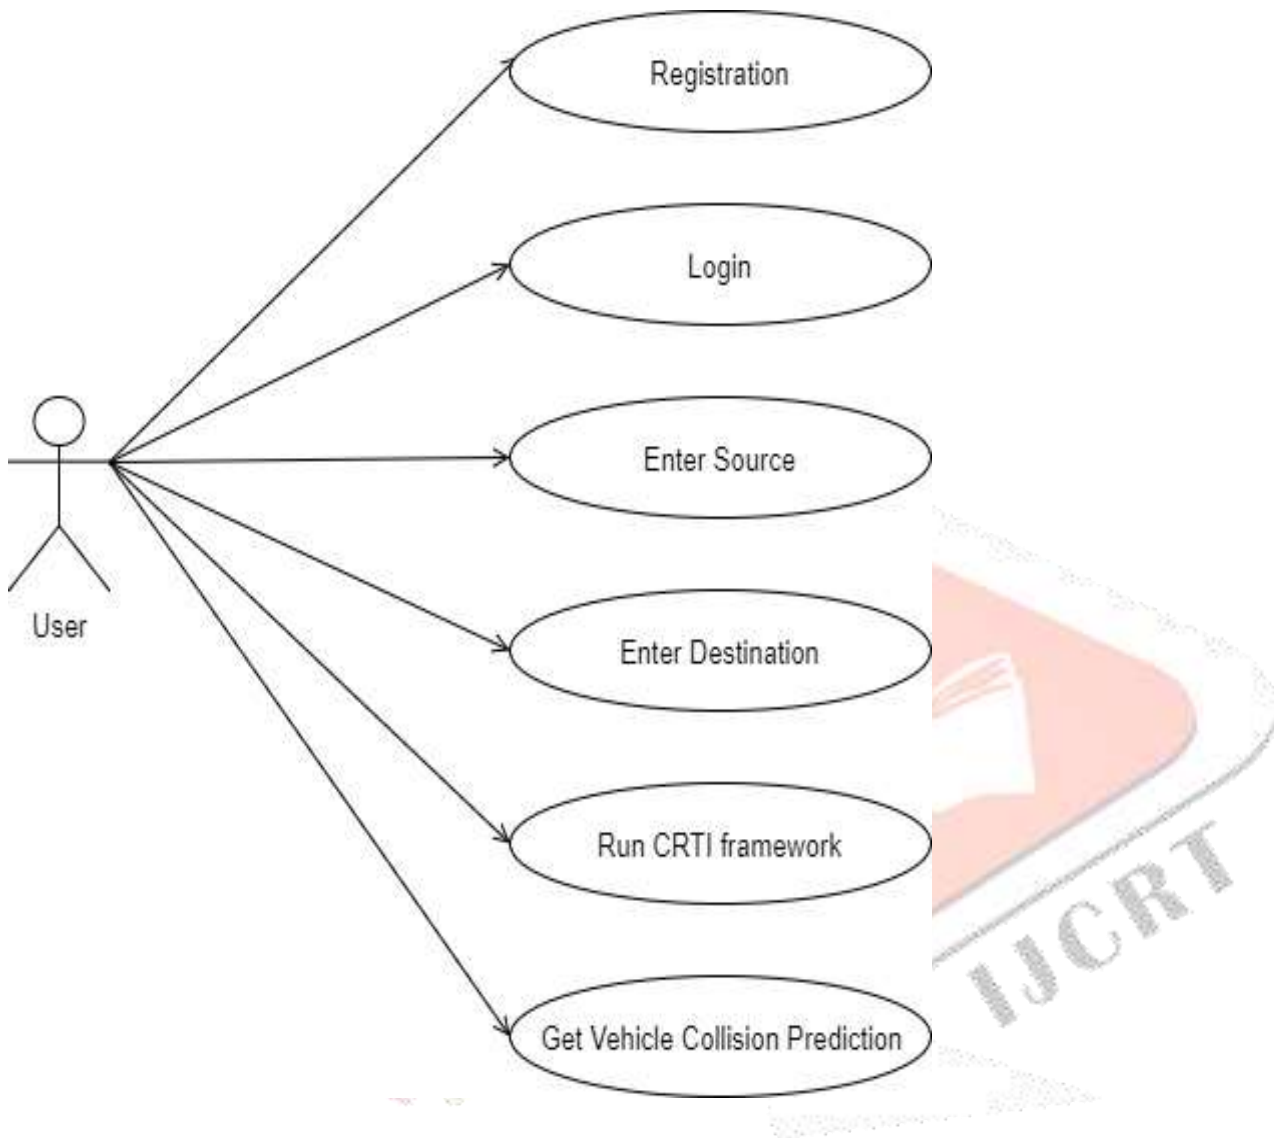 Registration
Login
Enter Source
User
Enter Destination
Run CRTI framework
Get Vehicle Collision Prediction
IJCRT